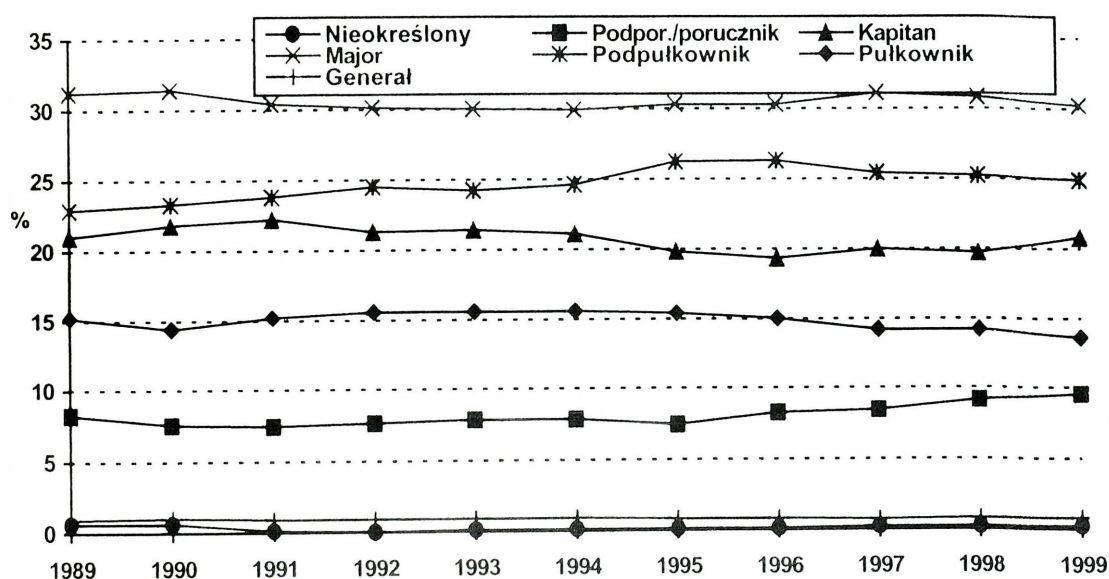 Nieokreślony Podpor./porucznik Kapitan
Major Podpułkownik Pułkownik
Generał
35
30
25
%
20
15
10
5
0
1989 1990 1991 1992 1993 1994 1995 1996 1997 1998 1999